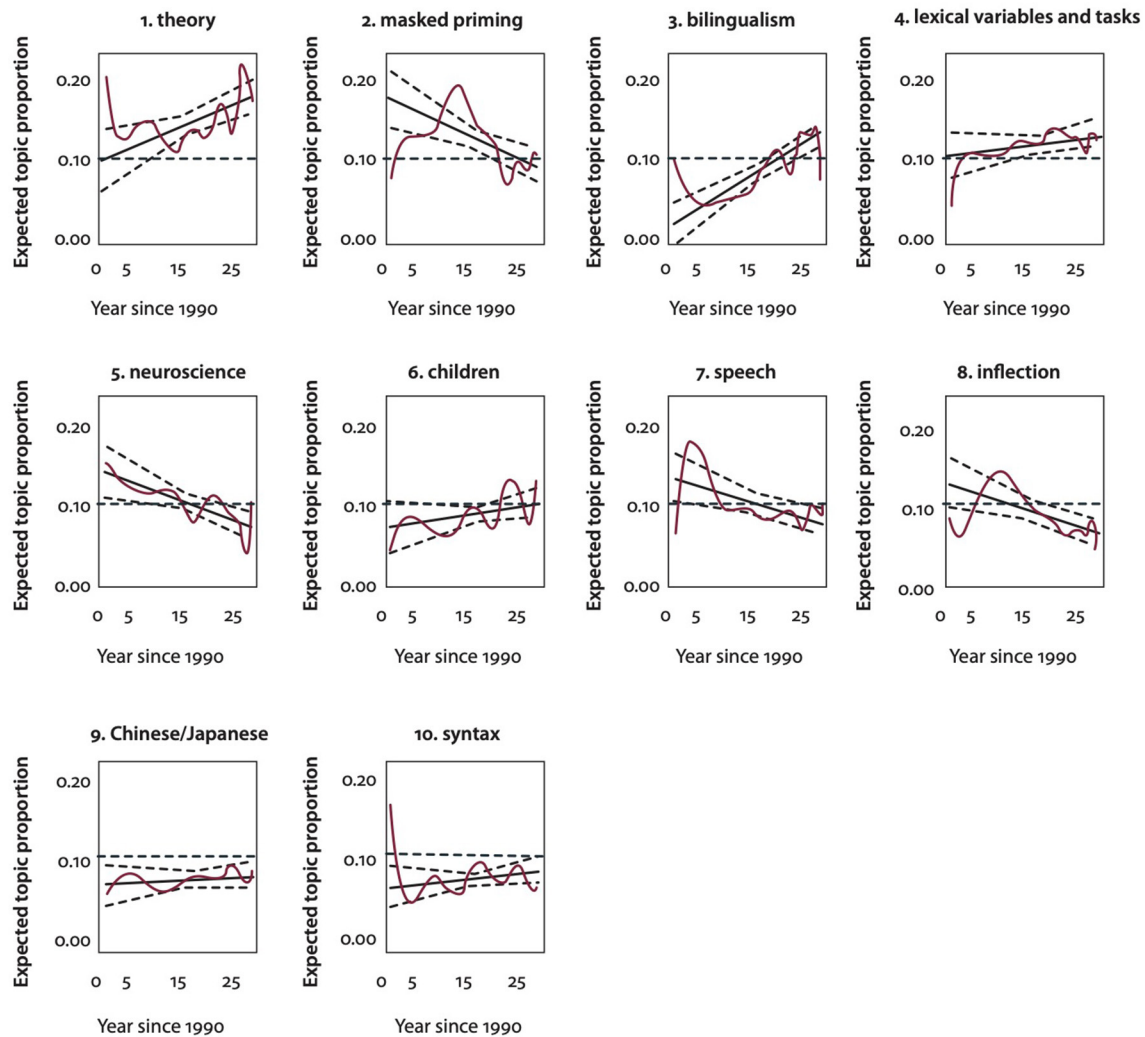 1. theory
Expected topic proportion
0.20
0.10
0.00
0 5 15 25
Year since 1990
2. masked priming
Expected topic proportion
0.20
0.10
0.00
0 5 15 25
Year since 1990
3. bilingualism
Expected topic proportion
0.20
0.10
0.00
0 5 15 25
Year since 1990
4. lexical variables and tasks
Expected topic proportion
0.20
0.10
0.00
0 5 15 25
Year since 1990
5. neuroscience
Expected topic proportion
0.20
0.10
0.00
0 5 15 25
Year since 1990
6. children
Expected topic proportion
0.20
0.10
0.00
0 5 15 25
Year since 1990
7. speech
Expected topic proportion
0.20
0.10
0.00
0 5 15 25
Year since 1990
8. inflection
Expected topic proportion
0.20
0.10
0.00
0 5 15 25
Year since 1990
9. Chinese/Japanese
Expected topic proportion
0.20
0.10
0.00
0 5 15 25
Year since 1990
10. syntax
Expected topic proportion
0.20
0.10
0.00
0 5 15 25
Year since 1990